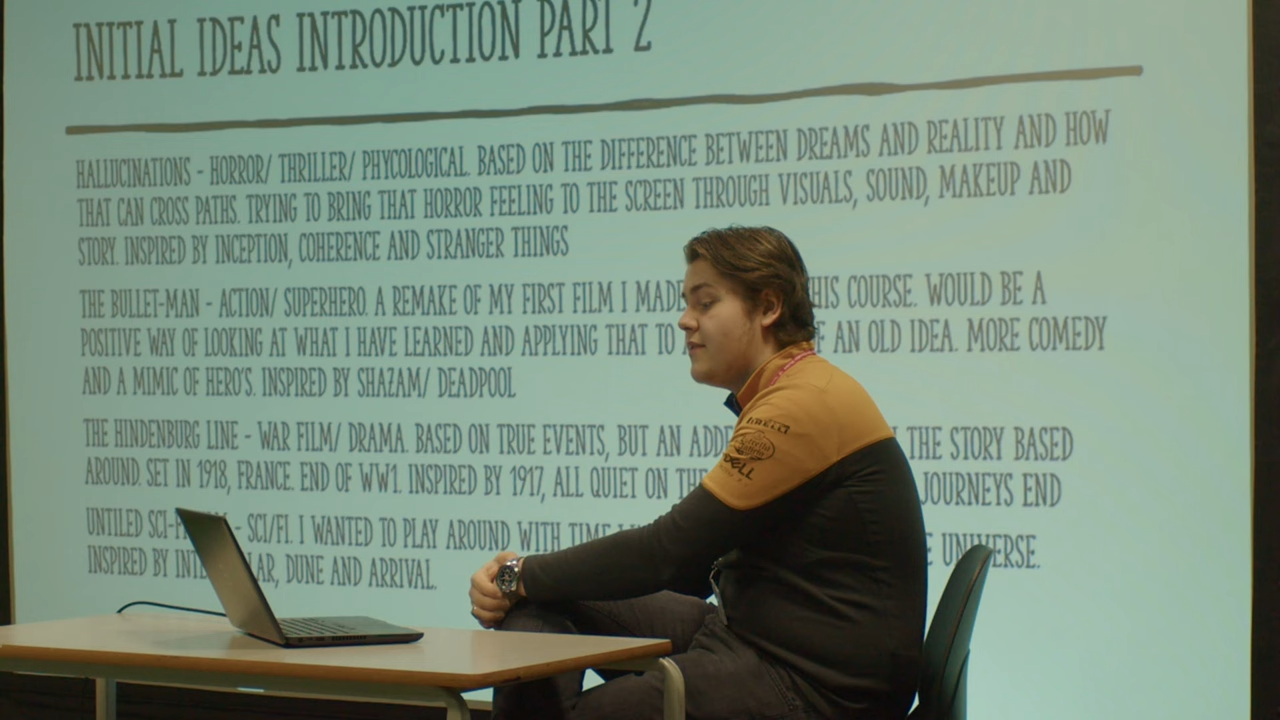 INITIAL IDEAS INTRODUCTION PART 2
HALLUCINATIONS - HORROR/ THRILLER/ PHYCOLOGICAL. BASED ON THE DIFFERENCE BETWEEN DREAMS AND REALITY AND HOW
THAT CAN CROSS PATHS. TRYING TO BRING THAT HORROR FEELING TO THE SCREEN THROUGH VISUALS, SOUND, MAKEUP AND
STORY. INSPIRED BY INCEPTION, COHERENCE AND STRANGER THINGS
THE BULLET-MAN - ACTION/ SUPERHERO. A REMAKE OF MY FIRST FILM I MADE THIS COURSE. WOULD BE A
POSITIVE WAY OF LOOKING AT WHAT I HAVE LEARNED AND APPLYING THAT TO AN OLD IDEA. MORE COMEDY
AND A MIMIC OF HERO'S. INSPIRED BY SHAZAM/ DEADPOOL
THE HINDENBURG LINE - WAR FILM/ DRAMA. BASED ON TRUE EVENTS, BUT AN THE STORY BASED
AROUND. SET IN 1918, FRANCE. END OF WW1. INSPIRED BY 1917, ALL QUIET ON JOURNEYS END
UNTILED - SCI/FI. I WANTED TO PLAY AROUND WITH TIME UNIVERSE.
INSPIRED BY DUNE AND ARRIVAL.
PIRELLI
DELL